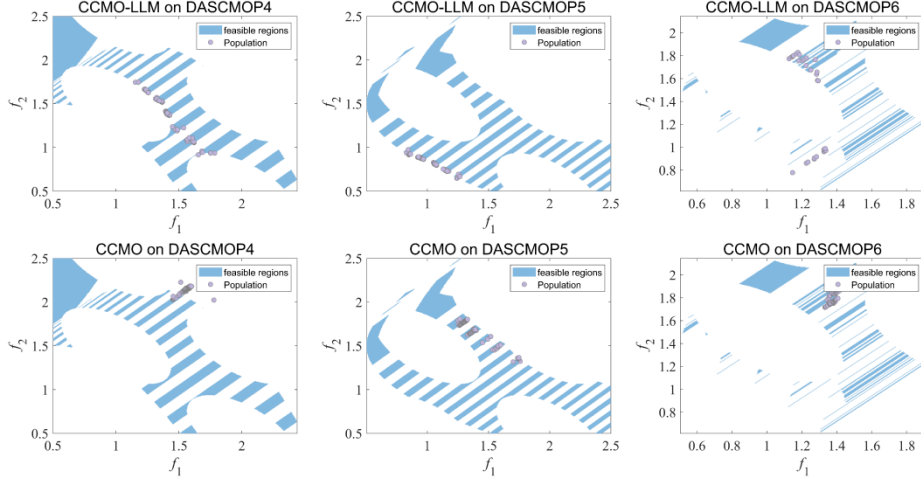 CCMO-LLM on DASCMOP4
2.5
2
1.5
1
0.5
f2
0.5
1
1.5
2
f1
feasible regions
Population
CCMO-LLM on DASCMOP5
2.5
2
1.5
1
0.5
f2
1
1.5
2
2.5
f1
feasible regions
Population
CCMO-LLM on DASCMOP6
2
1.8
1.6
1.4
1.2
1
0.8
f2
0.6
0.8
1
1.2
1.4
1.6
1.8
f1
feasible regions
Population
CCMO on DASCMOP4
2.5
2
1.5
1
0.5
f2
0.5
1
1.5
2
f1
feasible regions
Population
CCMO on DASCMOP5
2.5
2
1.5
1
0.5
f2
1
1.5
2
2.5
f1
feasible regions
Population
CCMO on DASCMOP6
2
1.8
1.6
1.4
1.2
1
0.8
f2
0.6
0.8
1
1.2
1.4
1.6
1.8
f1
feasible regions
Population